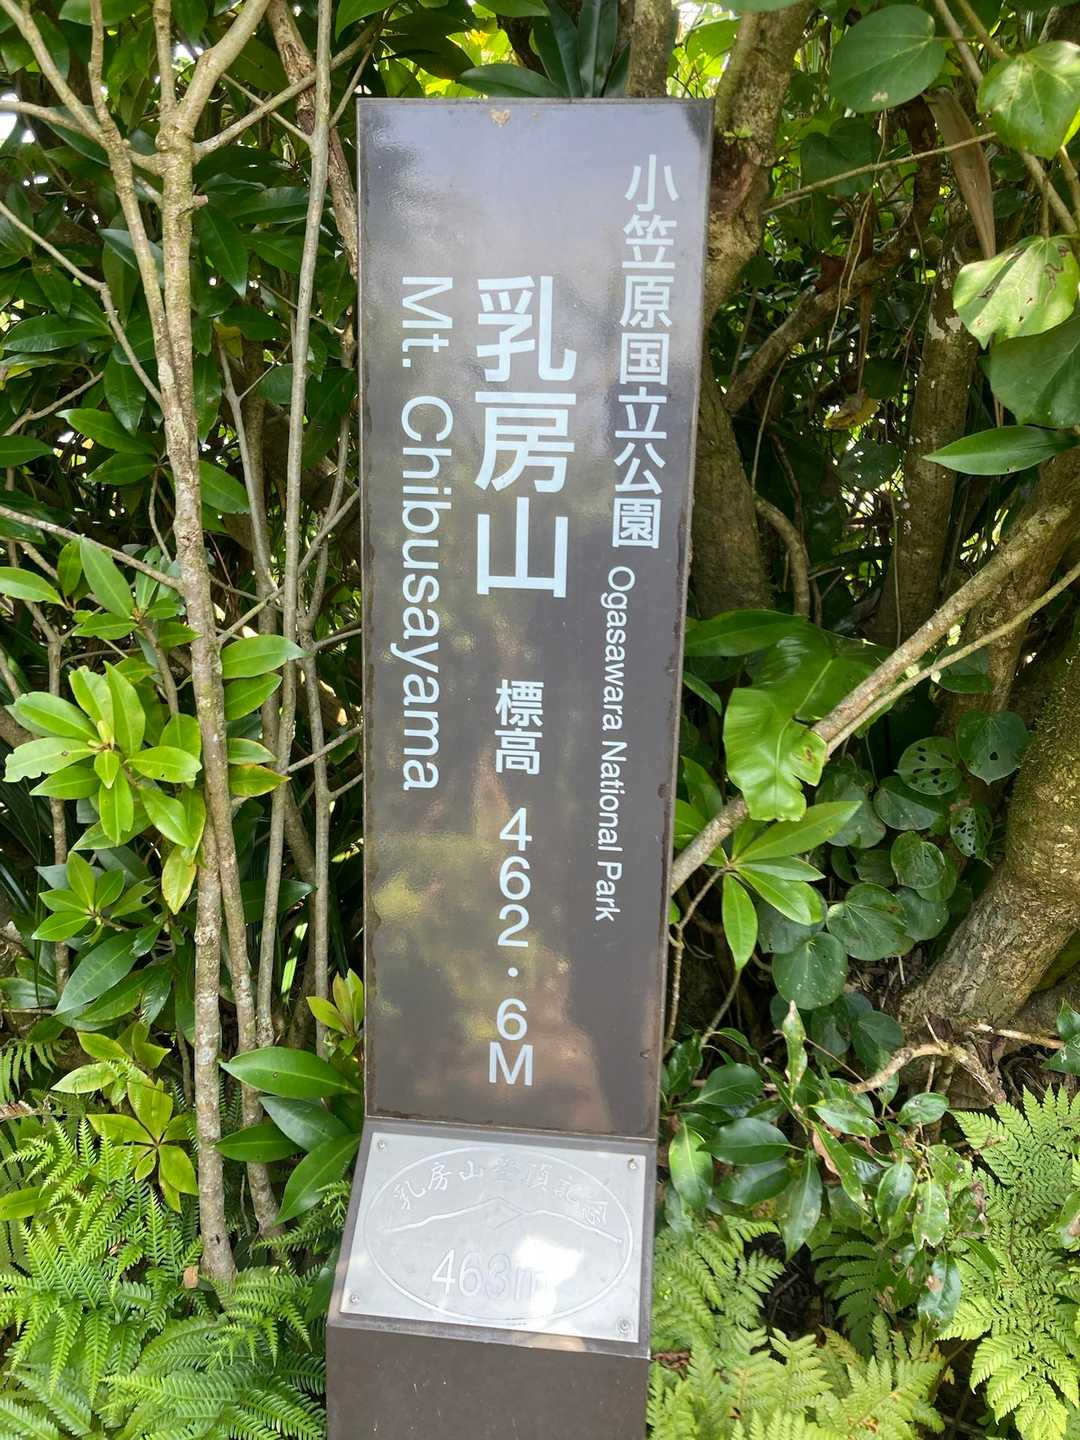 小笠原国立公園 Ogasawara National Park
乳房山 標高 462・6M
Mt. Chibusayama
乳房山登頂記念
463m